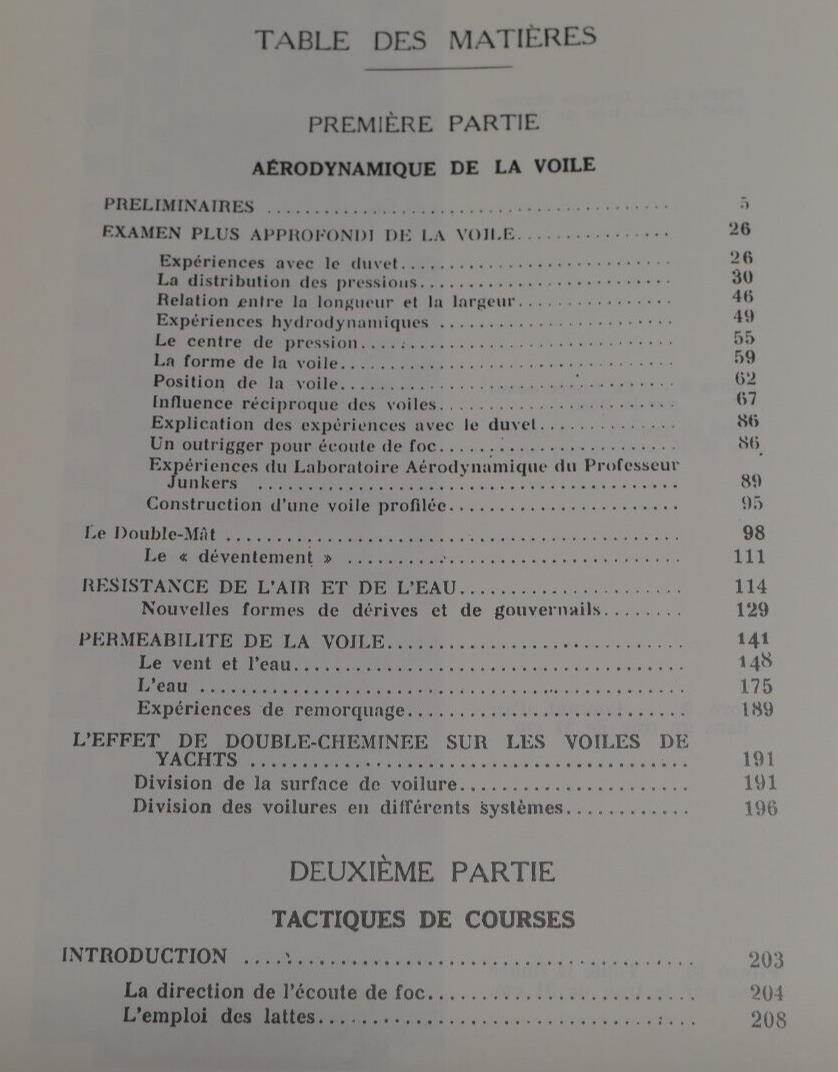 TABLE DES MATIÈRES
PREMIÈRE PARTIE
AÉRODYNAMIQUE DE LA VOILE
PRELIMINAIRES ........................................ 5
EXAMEN PLUS APPROFONDI DE LA VOILE................ 26
Expériences avec le duvet............................ 26
La distribution des pressions.......................... 30
Relation entre la longueur et la largeur................ 46
Expériences hydrodynamiques ........................ 49
Le centre de pression................................ 55
La forme de la voile.................................. 59
Position de la voile.................................. 62
Influence réciproque des voiles........................ 67
Explication des expériences avec le duvet.............. 86
Un outrigger pour écoute de foc........................ 86
Expériences du Laboratoire Aérodynamique du Professeur
Junkers .......................................... 89
Construction d'une voile profilée........................ 95
Le Double-Mât .............................................. 98
Le « déventement » .................................. 111
RESISTANCE DE L'AIR ET DE L'EAU...................... 114
Nouvelles formes de dérives et de gouvernails........ 129
PERMEABILITE DE LA VOILE.............................. 141
Le vent et l'eau........................................ 148
L'eau .................................................. 175
Expériences de remorquage............................ 189
L'EFFET DE DOUBLE-CHEMINEE SUR LES VOILES DE
YACHTS ............................................ 191
Division de la surface de voilure...................... 191
Division des voilures en différents systèmes............ 196
DEUXIÈME PARTIE
TACTIQUES DE COURSES
INTRODUCTION .......................................... 203
La direction de l'écoute de foc.......................... 204
L'emploi des lattes.................................... 208